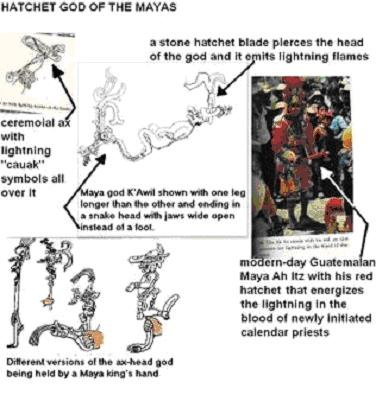 HATCHET GOD OF THE MAYAS
a stone hatchet blade pierces the head
of the god and it emits lightning flames
ceremoial ax
with
lightning
"cauak"
symbols all
over it
Maya god K'Awil shown with one leg
longer than the other and ending in
a snake head with jaws wide open
instead of a foot.
modern-day Guatemalan
Maya Ah Itz with his red
hatchet that energizes
the lightning in the
blood of newly initiated
calendar priests
Different versions of the ax-head god
being held by a Maya king's hand